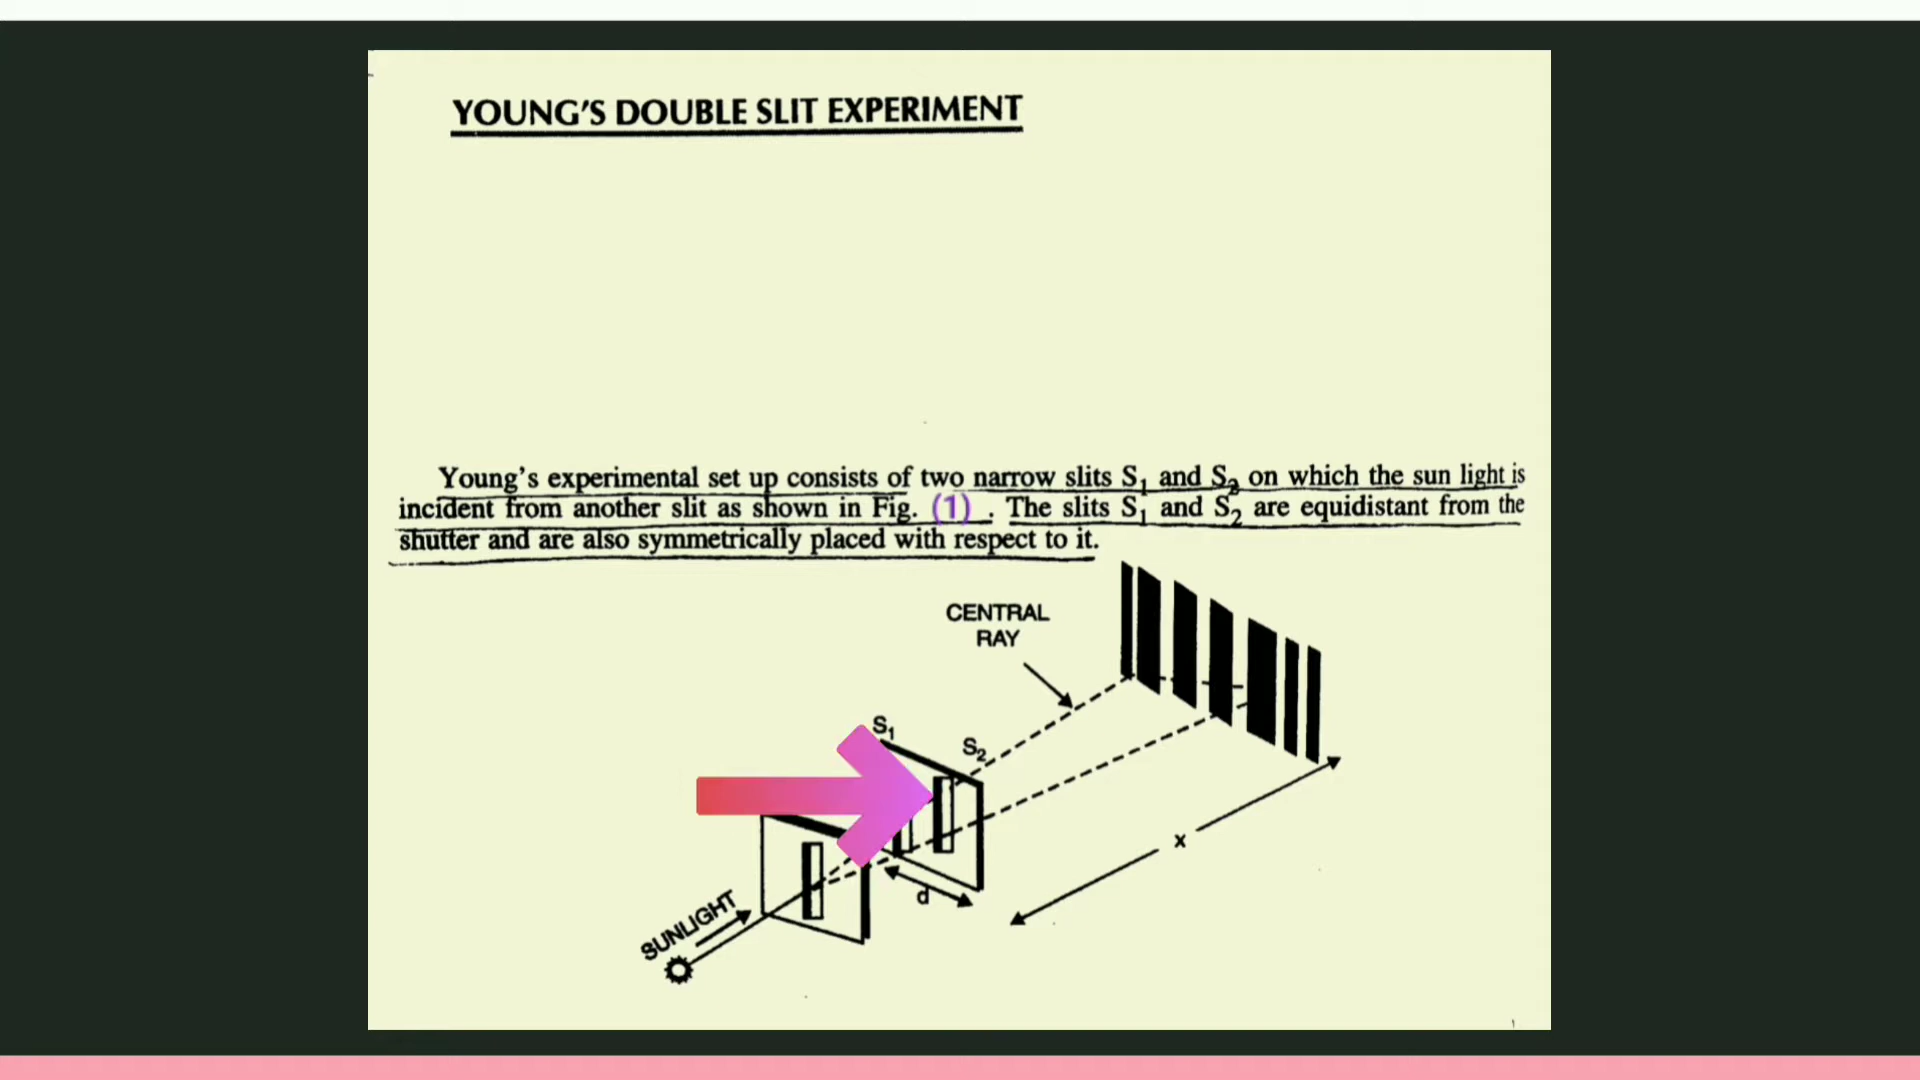 YOUNG'S DOUBLE SLIT EXPERIMENT
Young's experimental set up consists of two narrow slits S₁ and S₂ on which the sun light is
incident from another slit as shown in Fig. (1) . The slits S₁ and S₂ are equidistant from the
shutter and are also symmetrically placed with respect to it.
CENTRAL
RAY
S₁
S₂
d
x
SUNLIGHT